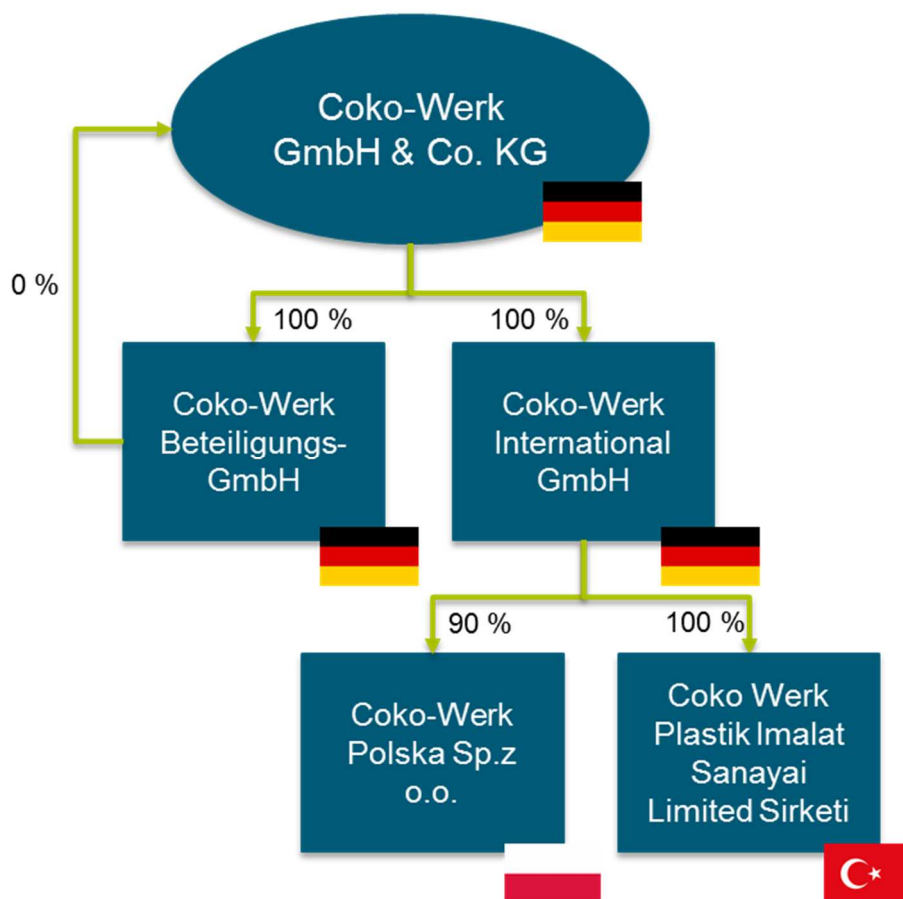 Coko-Werk
GmbH & Co. KG
0 %
100 %
100 %
Coko-Werk
Beteiligungs-
GmbH
Coko-Werk
International
GmbH
90 %
100 %
Coko-Werk
Polska Sp.z
o.o.
Coko Werk
Plastik Imalat
Sanayai
Limited Sirketi